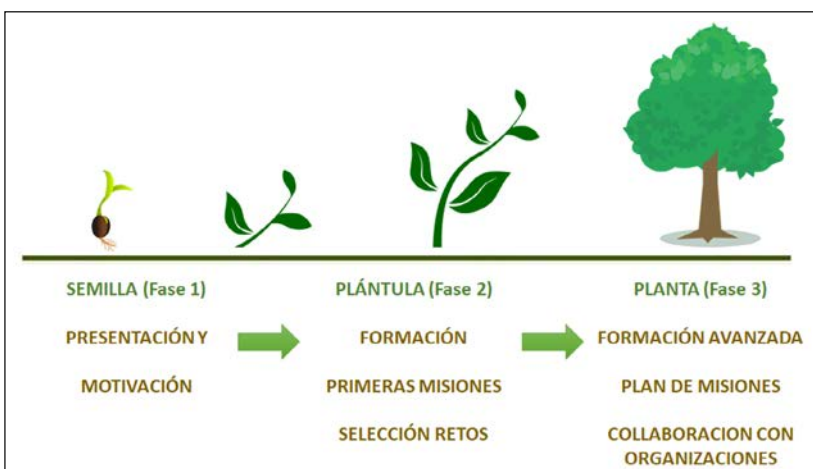 SEMILLA (Fase 1)
PRESENTACIÓN Y
MOTIVACIÓN
PLÁNTULA (Fase 2)
FORMACIÓN
PRIMERAS MISIONES
SELECCIÓN RETOS
PLANTA (Fase 3)
FORMACIÓN AVANZADA
PLAN DE MISIONES
COLLABORACION CON
ORGANIZACIONES